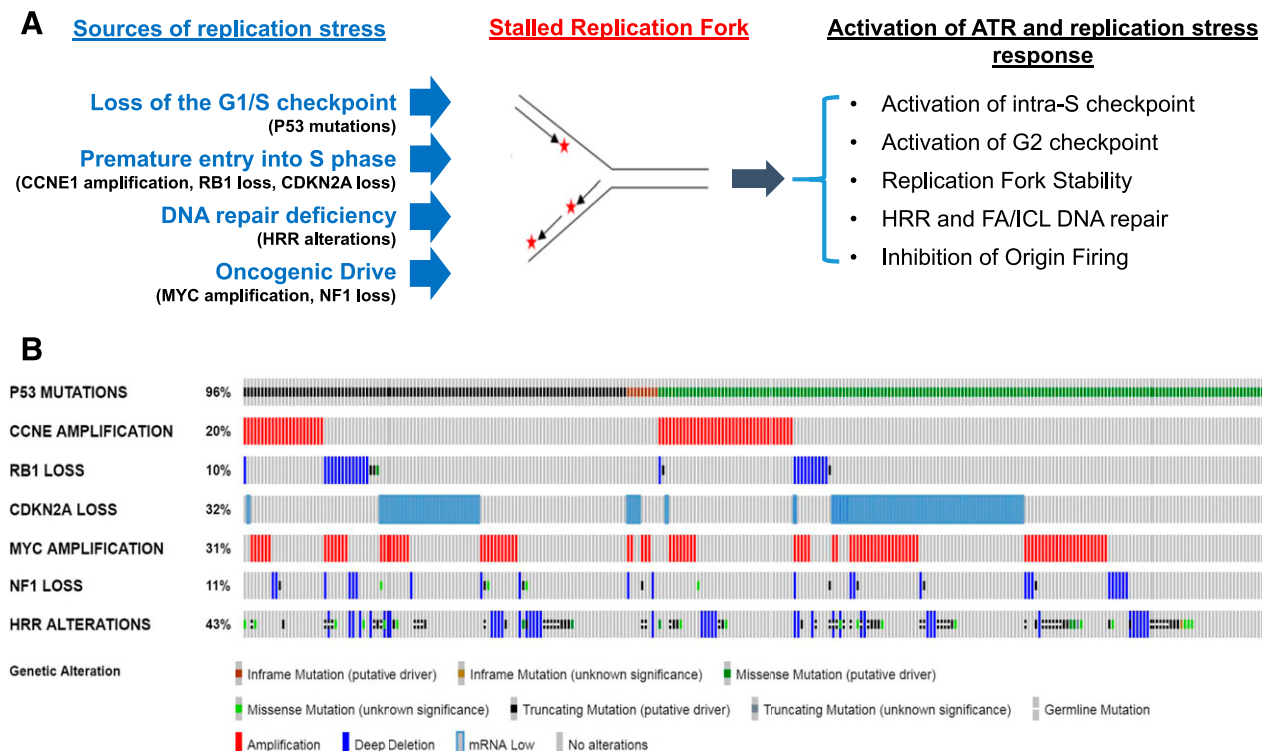 A
Sources of replication stress
Stalled Replication Fork
Activation of ATR and replication stress
response
Loss of the G1/S checkpoint
(P53 mutations)
Premature entry into S phase
(CCNE1 amplification, RB1 loss, CDKN2A loss)
DNA repair deficiency
(HRR alterations)
Oncogenic Drive
(MYC amplification, NF1 loss)
• Activation of intra-S checkpoint
• Activation of G2 checkpoint
• Replication Fork Stability
• HRR and FA/ICL DNA repair
• Inhibition of Origin Firing
B
P53 MUTATIONS 96%
CCNE AMPLIFICATION 20%
RB1 LOSS 10%
CDKN2A LOSS 32%
MYC AMPLIFICATION 31%
NF1 LOSS 11%
HRR ALTERATIONS 43%
Genetic Alteration
Inframe Mutation (putative driver) Inframe Mutation (unknown significance) Missense Mutation (putative driver)
Missense Mutation (unknown significance) Truncating Mutation (putative driver) Truncating Mutation (unknown significance) Germline Mutation
Amplification Deep Deletion mRNA Low No alterations